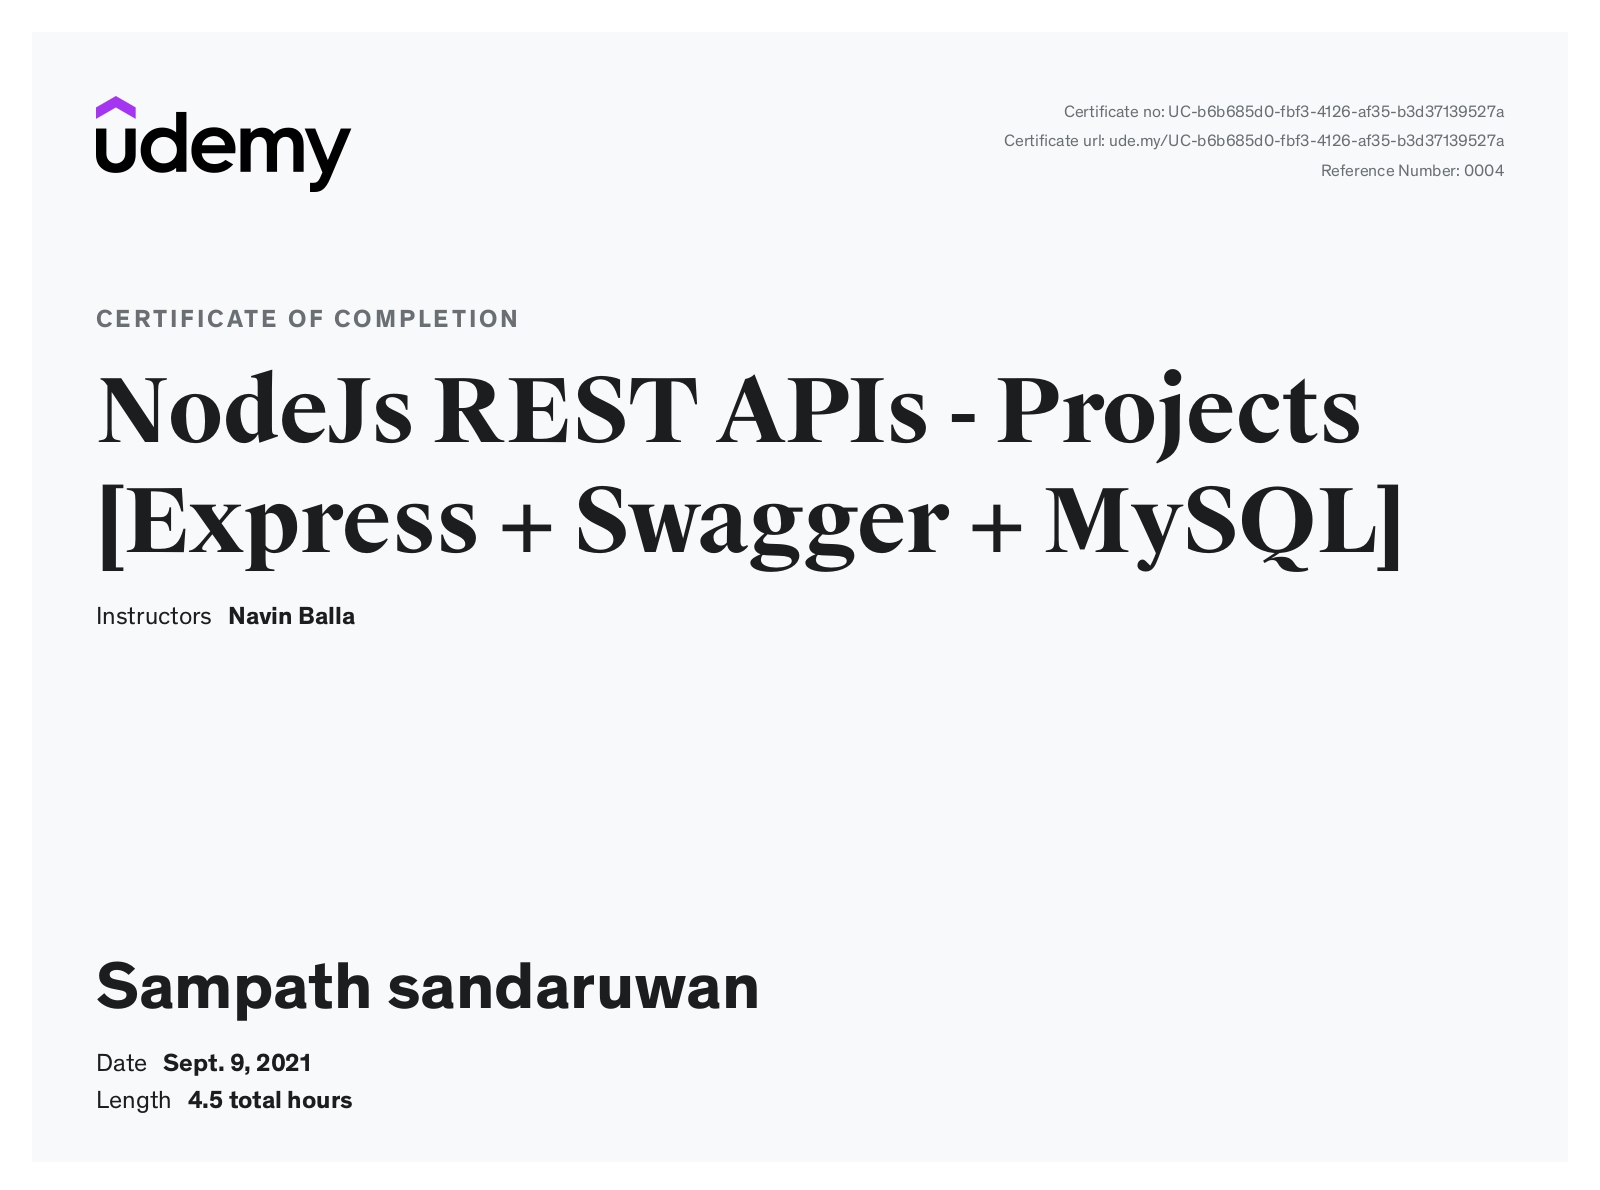 udemy
Certificate no: UC-b6b685d0-fbf3-4126-af35-b3d37139527a
Certificate url: ude.my/UC-b6b685d0-fbf3-4126-af35-b3d37139527a
Reference Number: 0004
CERTIFICATE OF COMPLETION
NodeJs REST APIs - Projects
[Express + Swagger + MySQL]
Instructors Navin Balla
Sampath sandaruwan
Date Sept. 9, 2021
Length 4.5 total hours